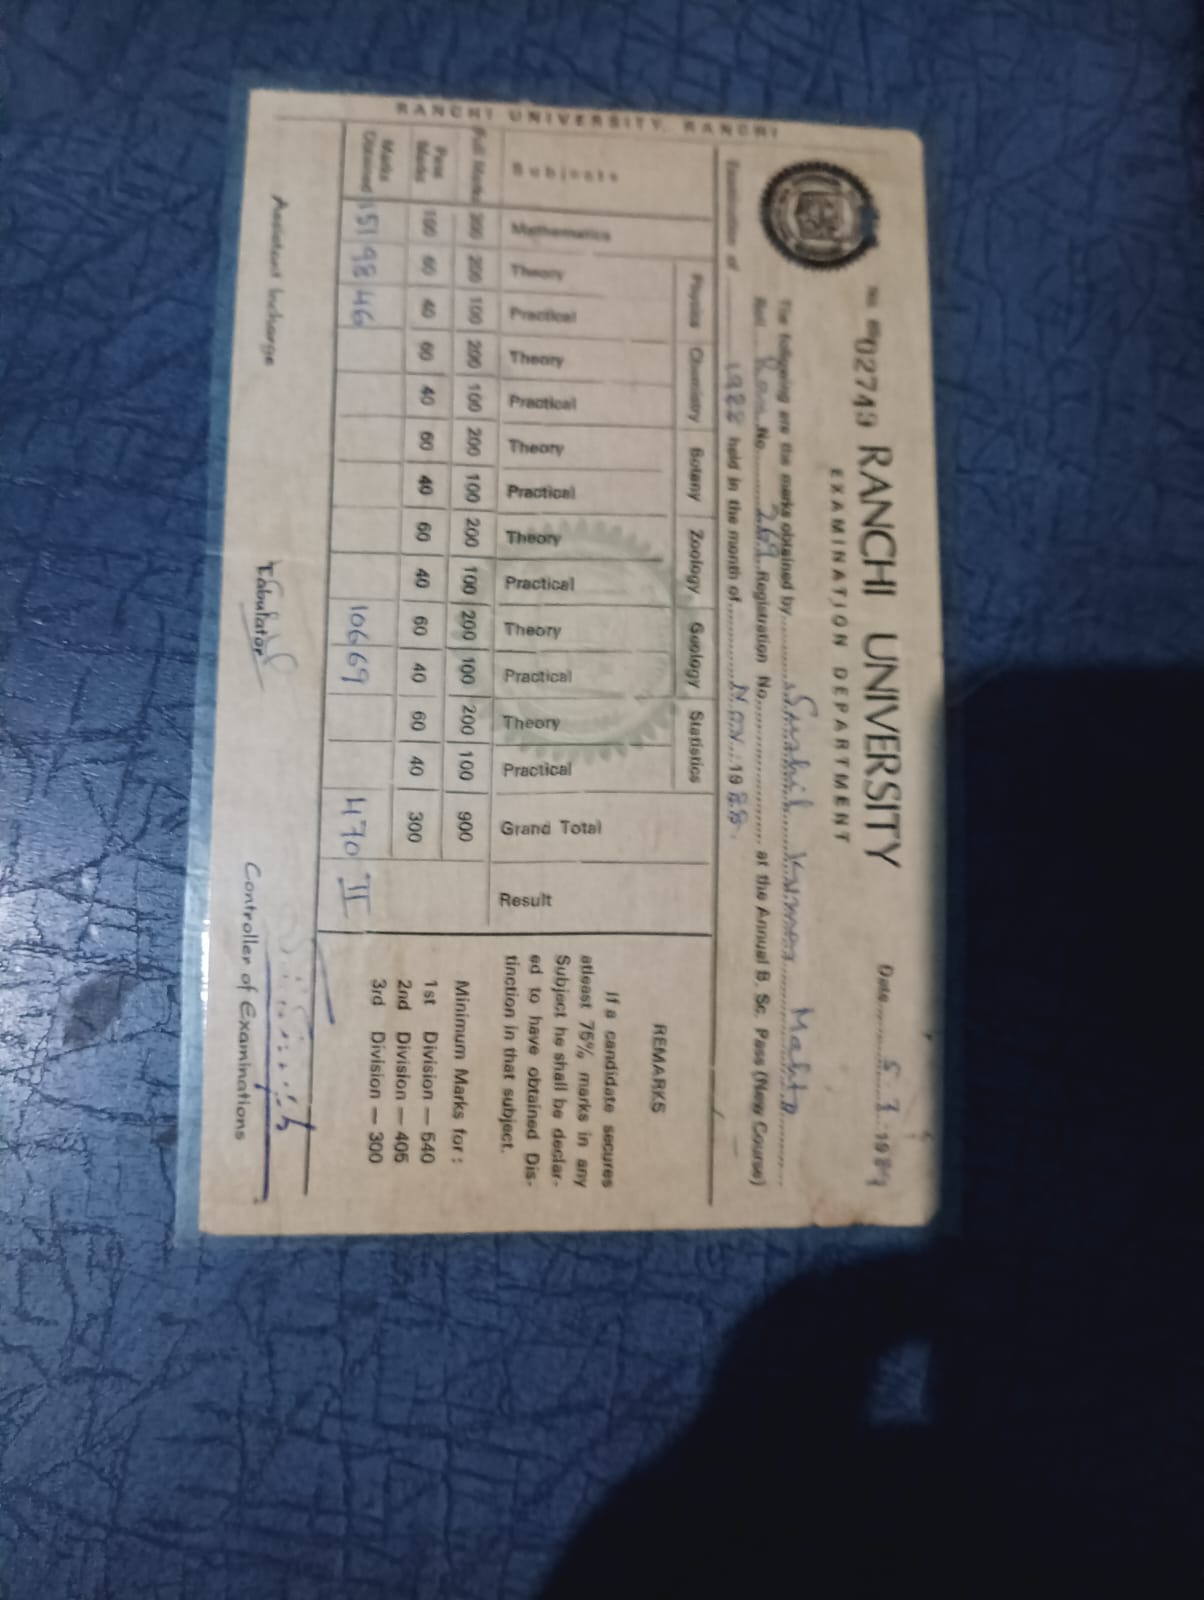 RANCHI UNIVERSITY, RANCHI
02749 RANCHI UNIVERSITY
EXAMINATION DEPARTMENT
Date 5.7.1989
The following are the marks obtained by Sushil Kumar Mahto
Roll Ran No. 269 Registration No. at the Annual B. Sc. Pass (New Course)
Examination of 1988 held in the month of Nov. 1988.
Subjects Mathematics Physics Chemistry Botany Zoology Geology Statistics Grand Total Result
Theory Practical Theory Practical Theory Practical Theory Practical Theory Practical Theory Practical
Full Marks 300 200 100 200 100 200 100 200 100 200 100 200 100 900
Pass Marks 100 60 40 60 40 60 40 60 40 60 40 60 40 300
Marks Obtained 151 98 46 106 69 470 II
REMARKS
If a candidate secures
atleast 75% marks in any
Subject he shall be declar-
ed to have obtained Dis-
tinction in that subject.
Minimum Marks for :
1st Division — 540
2nd Division — 405
3rd Division — 300
Assistant Incharge
Tabulator
Controller of Examinations